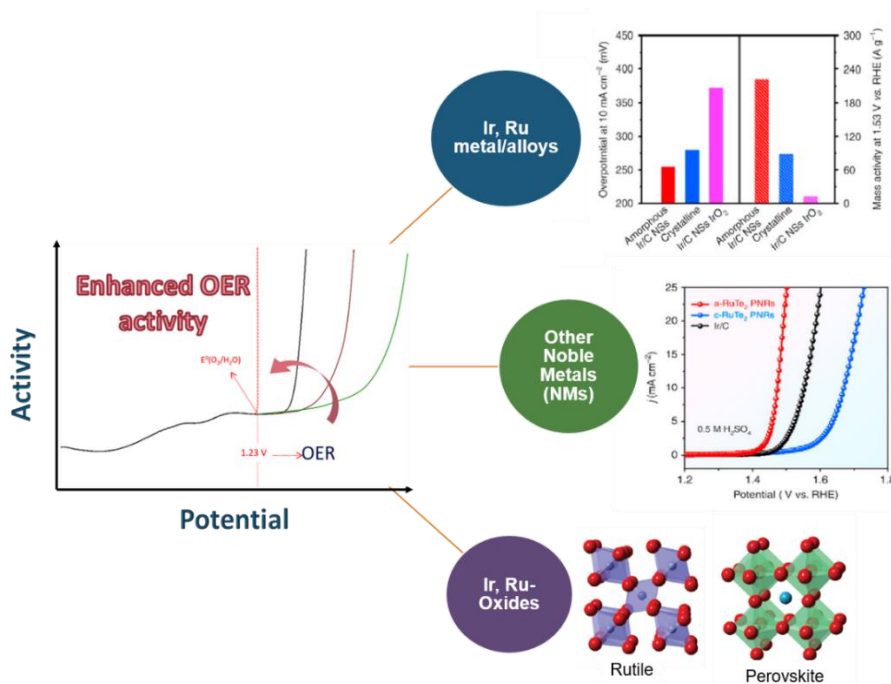 Ir, Ru
metal/alloys
Overpotntial at 10 mA cm⁻² (mV)
450
400
350
300
250
200
Mass activity at 1.53 V vs. RHE (A g⁻¹)
300
240
180
120
60
0
Amorphous
Ir/C NSs
Crystalline
Ir/C NSs
IrO₂
Amorphous
Ir/C NSs
Crystalline
Ir/C NSs
IrO₂
Enhanced OER
activity
E⁰(O₂/H₂O)
1.23 V
OER
Activity
Potential
Other
Noble
Metals
(NMs)
a-RuTe₂ PNRs
c-RuTe₂ PNRs
Ir/C
0.5 M H₂SO₄
j (mA cm⁻²)
25
20
15
10
5
0
1.2 1.4 1.6 1.8
Potential ( V vs. RHE)
Ir, Ru-
Oxides
Rutile
Perovskite